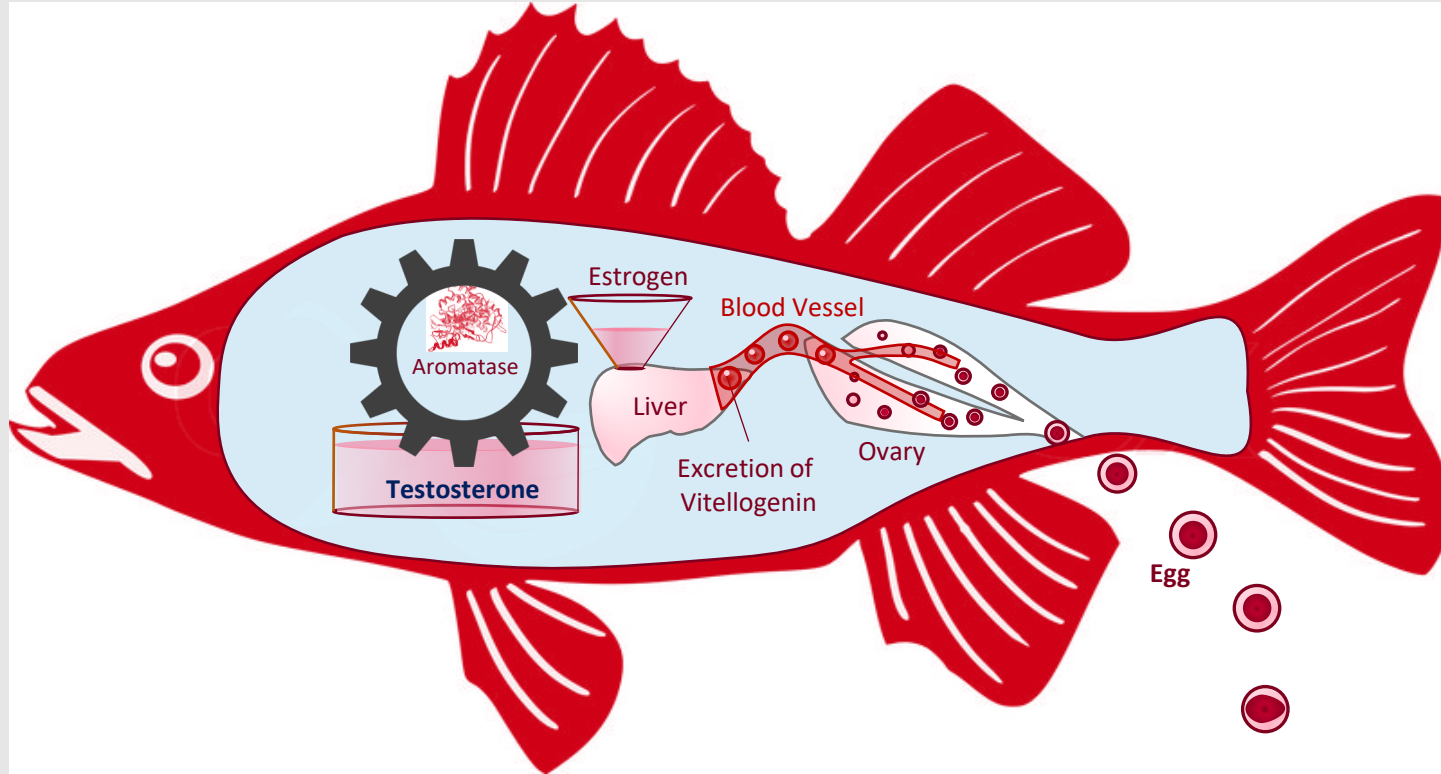 Estrogen
Blood Vessel
Aromatase
Liver
Testosterone
Excretion of
Vitellogenin
Ovary
Egg